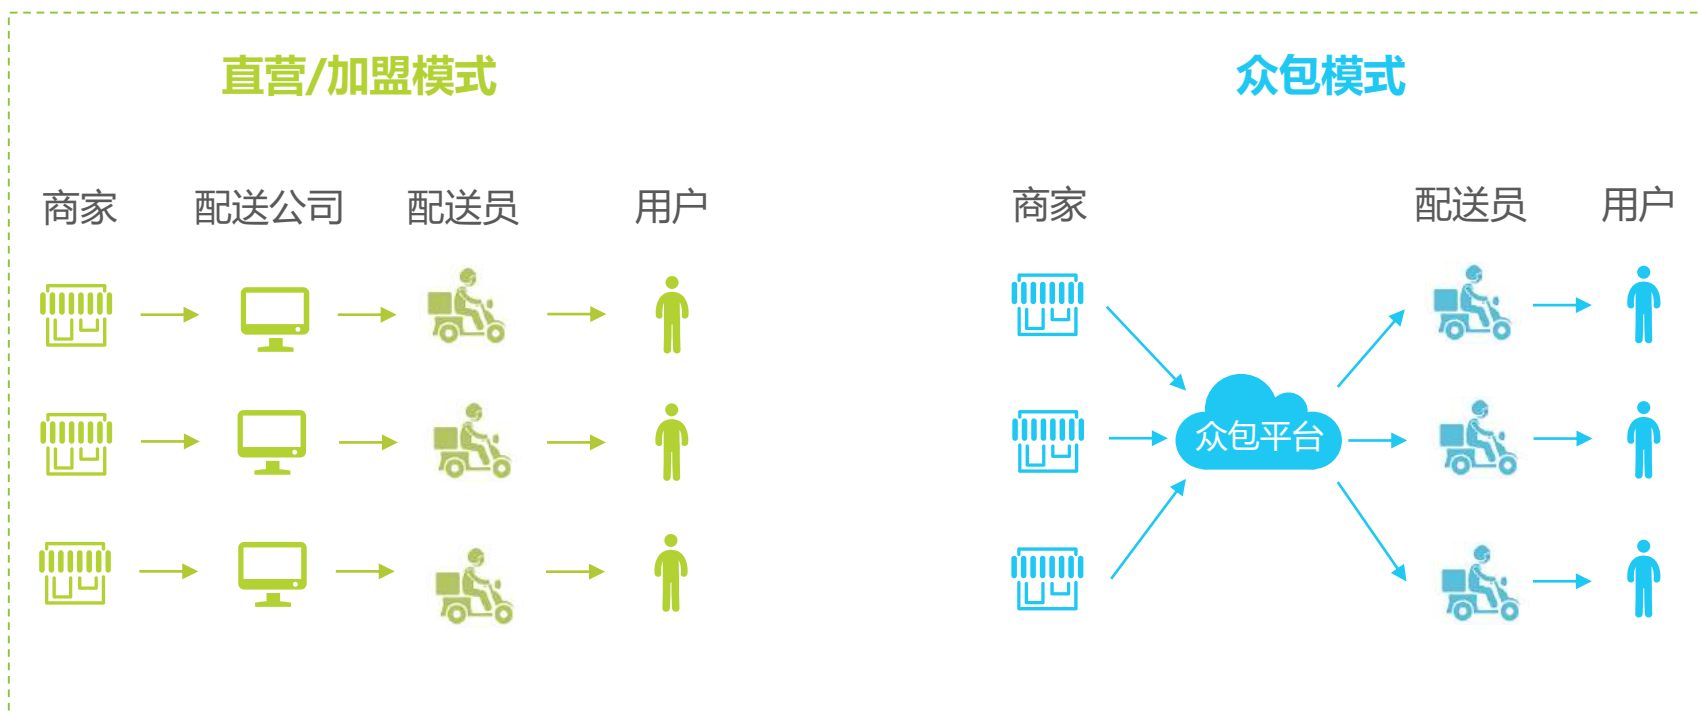 直营/加盟模式
众包模式
商家 配送公司 配送员 用户
商家 配送员 用户
众包平台